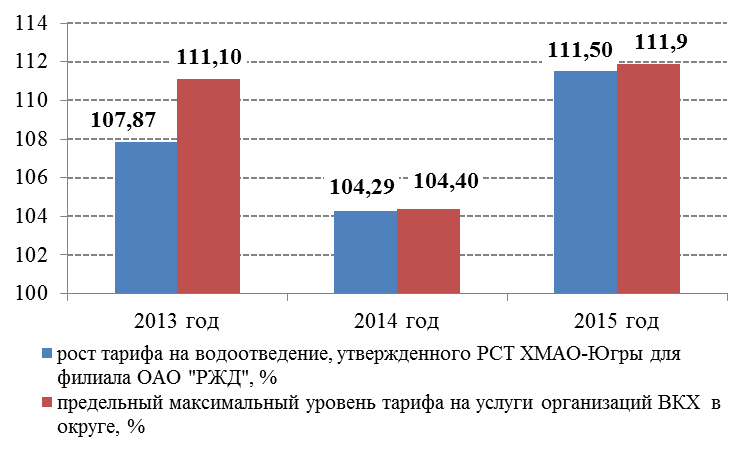 114
112
110
108
106
104
102
100
107,87
111,10
104,29
104,40
111,50
111,9
2013 год
2014 год
2015 год
рост тарифа на водоотведение, утвержденного РСТ ХМАО-Югры для
филиала ОАО "РЖД", %
предельный максимальный уровень тарифа на услуги организаций ВКХ в
округе, %